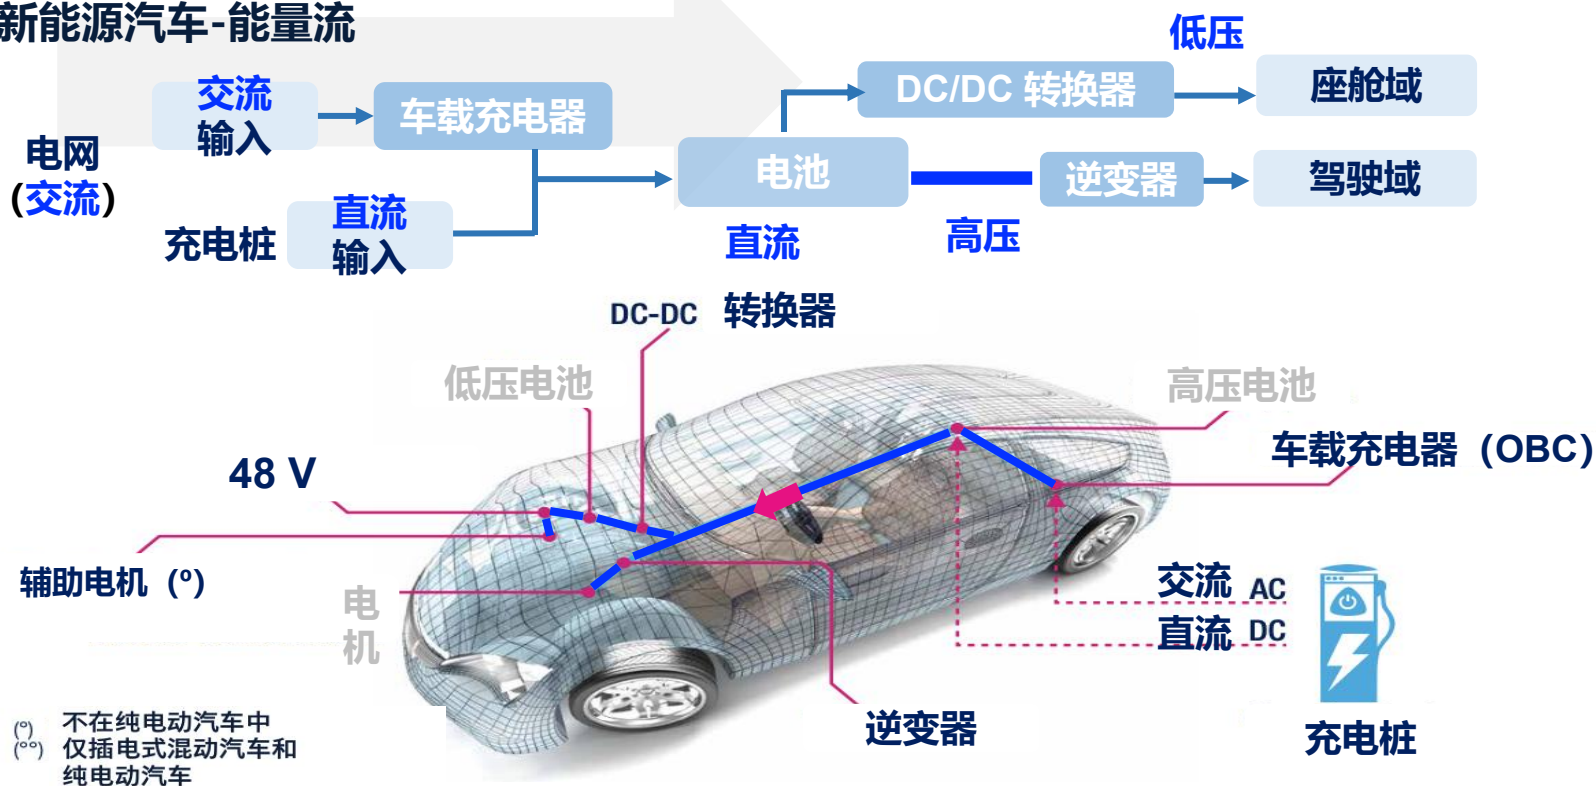 新能源汽车-能量流
低压
交流
输入
车载充电器
DC/DC 转换器
座舱域
电网
(交流)
电池
逆变器
驾驶域
充电桩
直流
输入
直流
高压
DC-DC 转换器
低压电池
高压电池
48 V
车载充电器（OBC）
辅助电机（º）
电
机
交流 AC
直流 DC
逆变器
充电桩
(º) 不在纯电动汽车中
(ºº) 仅插电式混动汽车和
纯电动汽车